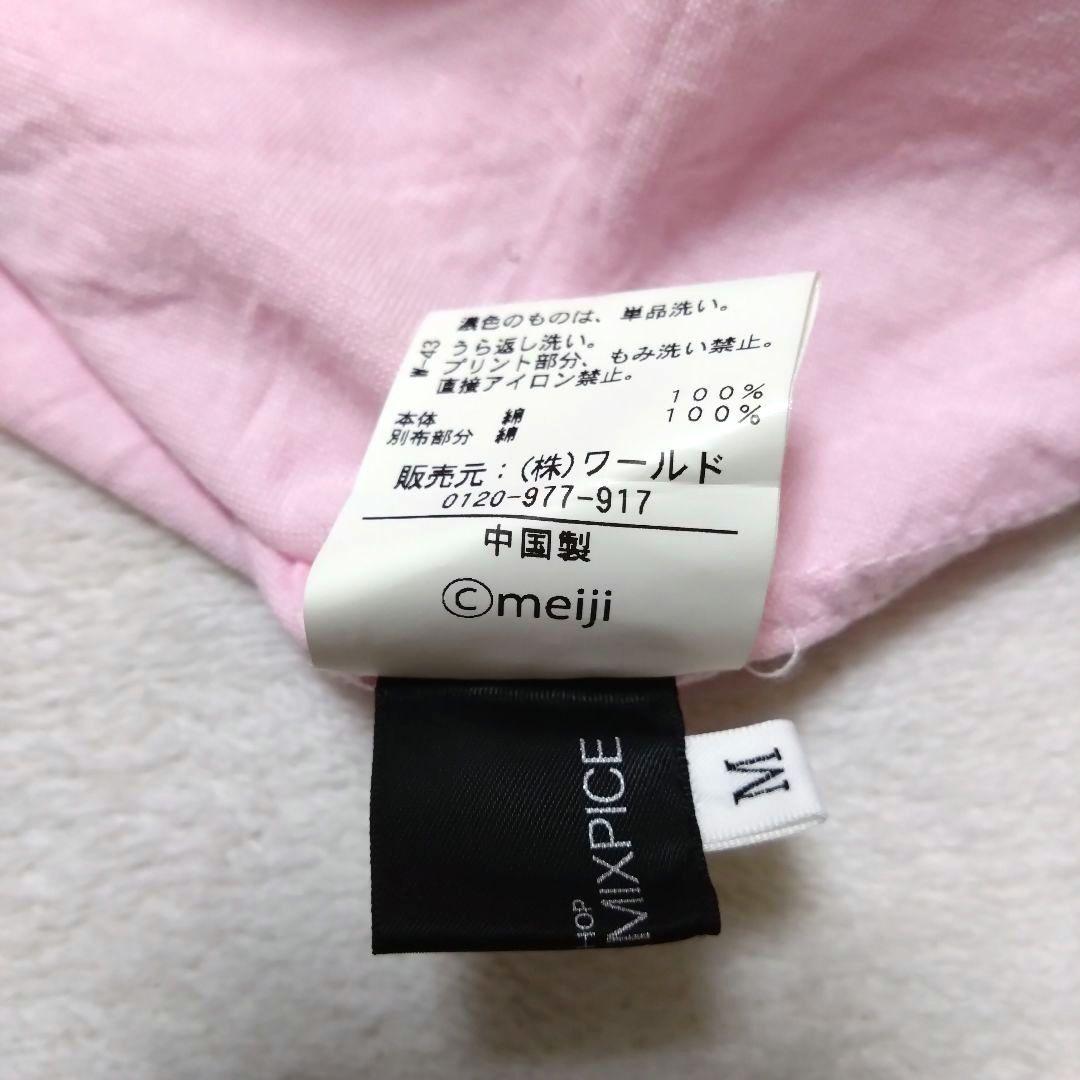 濃色のものは、単品洗い。
W-43 うら返し洗い。
プリント部分、もみ洗い禁止。
直接アイロン禁止。
本体 綿 100%
別布部分 綿 100%
販売元：(株)ワールド
0120-977-917
中国製
©meiji
HOP
MIXPICE
M